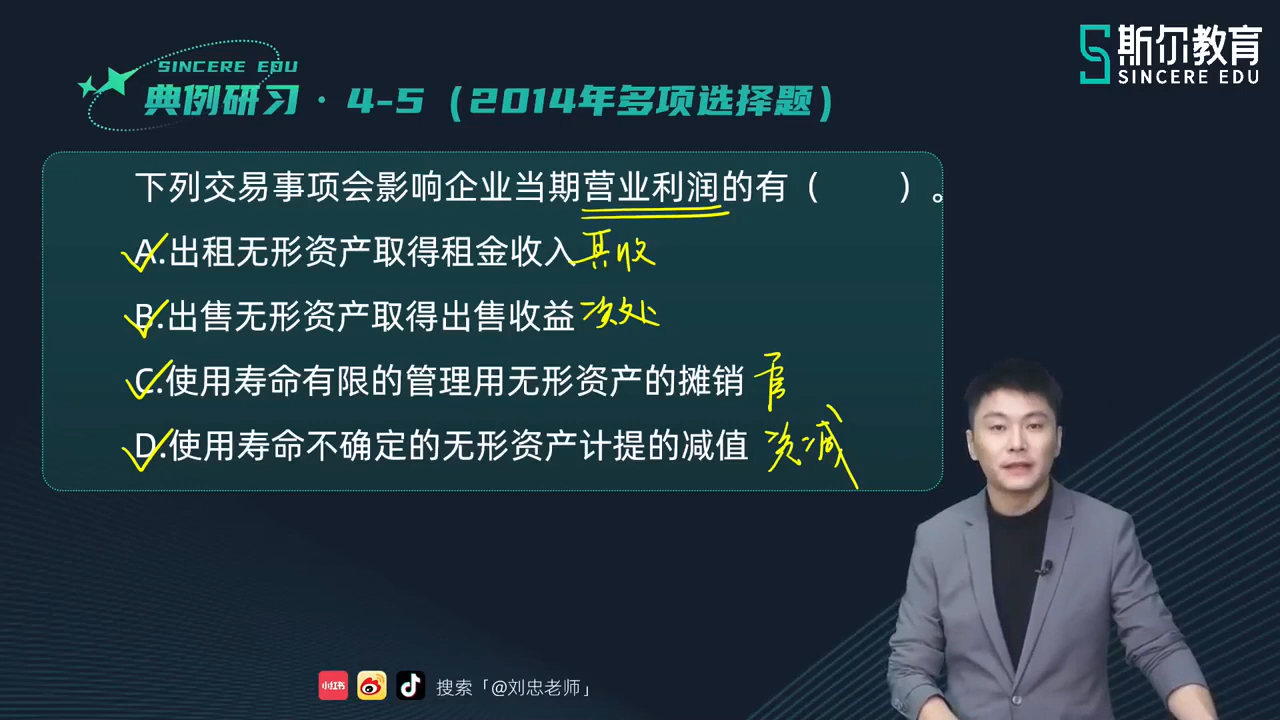 SINCERE EDU
典例研习·4-5（2014年多项选择题）
斯尔教育
SINCERE EDU
下列交易事项会影响企业当期营业利润的有（　　）。
A.出租无形资产取得租金收入 其收
B.出售无形资产取得出售收益 资处
C.使用寿命有限的管理用无形资产的摊销 管
D.使用寿命不确定的无形资产计提的减值 资减
小红书 搜索「@刘忠老师」